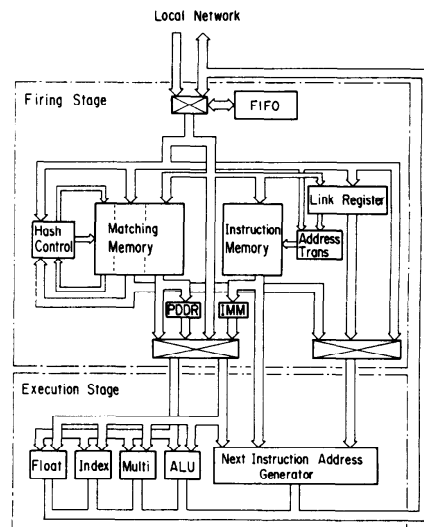 Local Network
Firing Stage
FIFO
Link Register
Hash
Control
Matching
Memory
Instruction
Memory
Address
Trans
PDDR
IMM
Execution Stage
Float
Index
Multi
ALU
Next Instruction Address
Generator